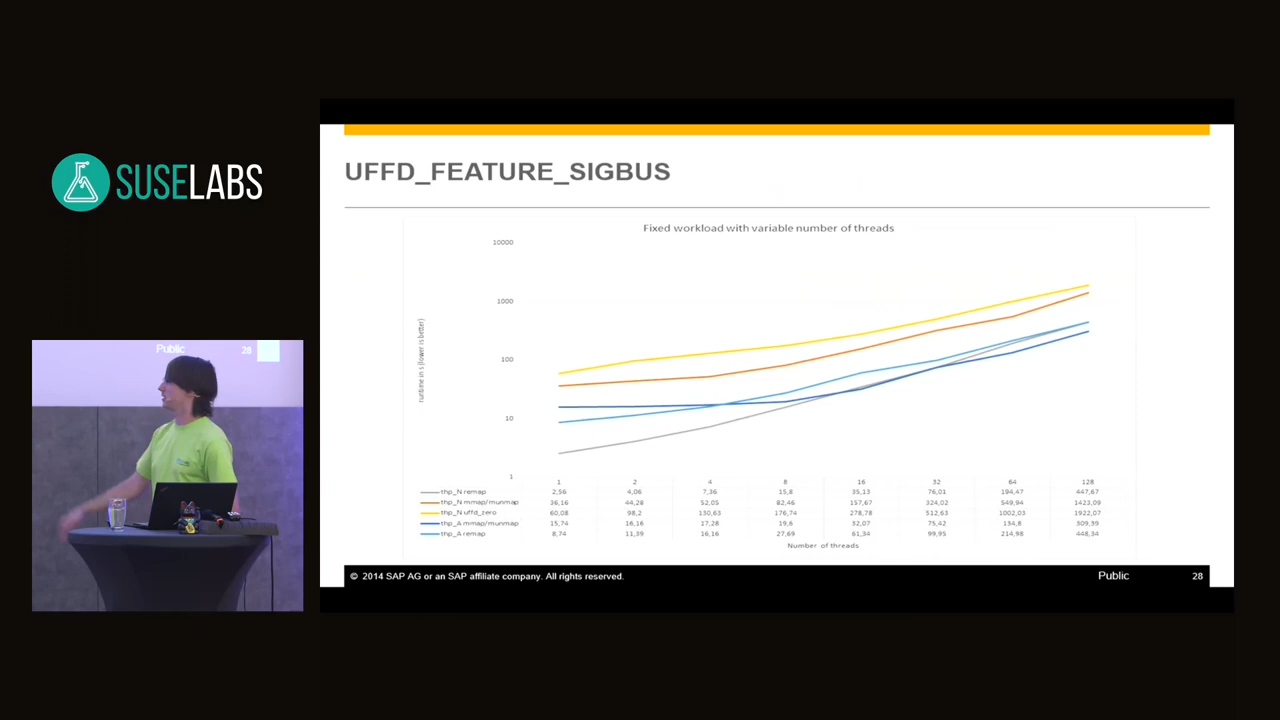 SUSELABS
Public 28
UFFD_FEATURE_SIGBUS
Fixed workload with variable number of threads
10000
1000
100
10
1
runtime in s (lower is better)
1 2 4 8 16 32 64 128
thp_N remap 2,56 4,06 7,36 15,8 35,13 76,01 194,47 447,67
thp_N mmap/munmap 36,16 44,28 52,05 82,46 157,67 324,02 549,94 1423,09
thp_N uffd_zero 60,08 98,2 130,63 176,74 278,78 512,63 1002,03 1922,07
thp_A mmap/munmap 15,74 16,16 17,28 19,6 32,07 75,42 134,8 309,39
thp_A remap 8,74 11,39 16,16 27,69 61,34 99,95 214,98 448,34
Number of threads
© 2014 SAP AG or an SAP affiliate company. All rights reserved.
Public 28